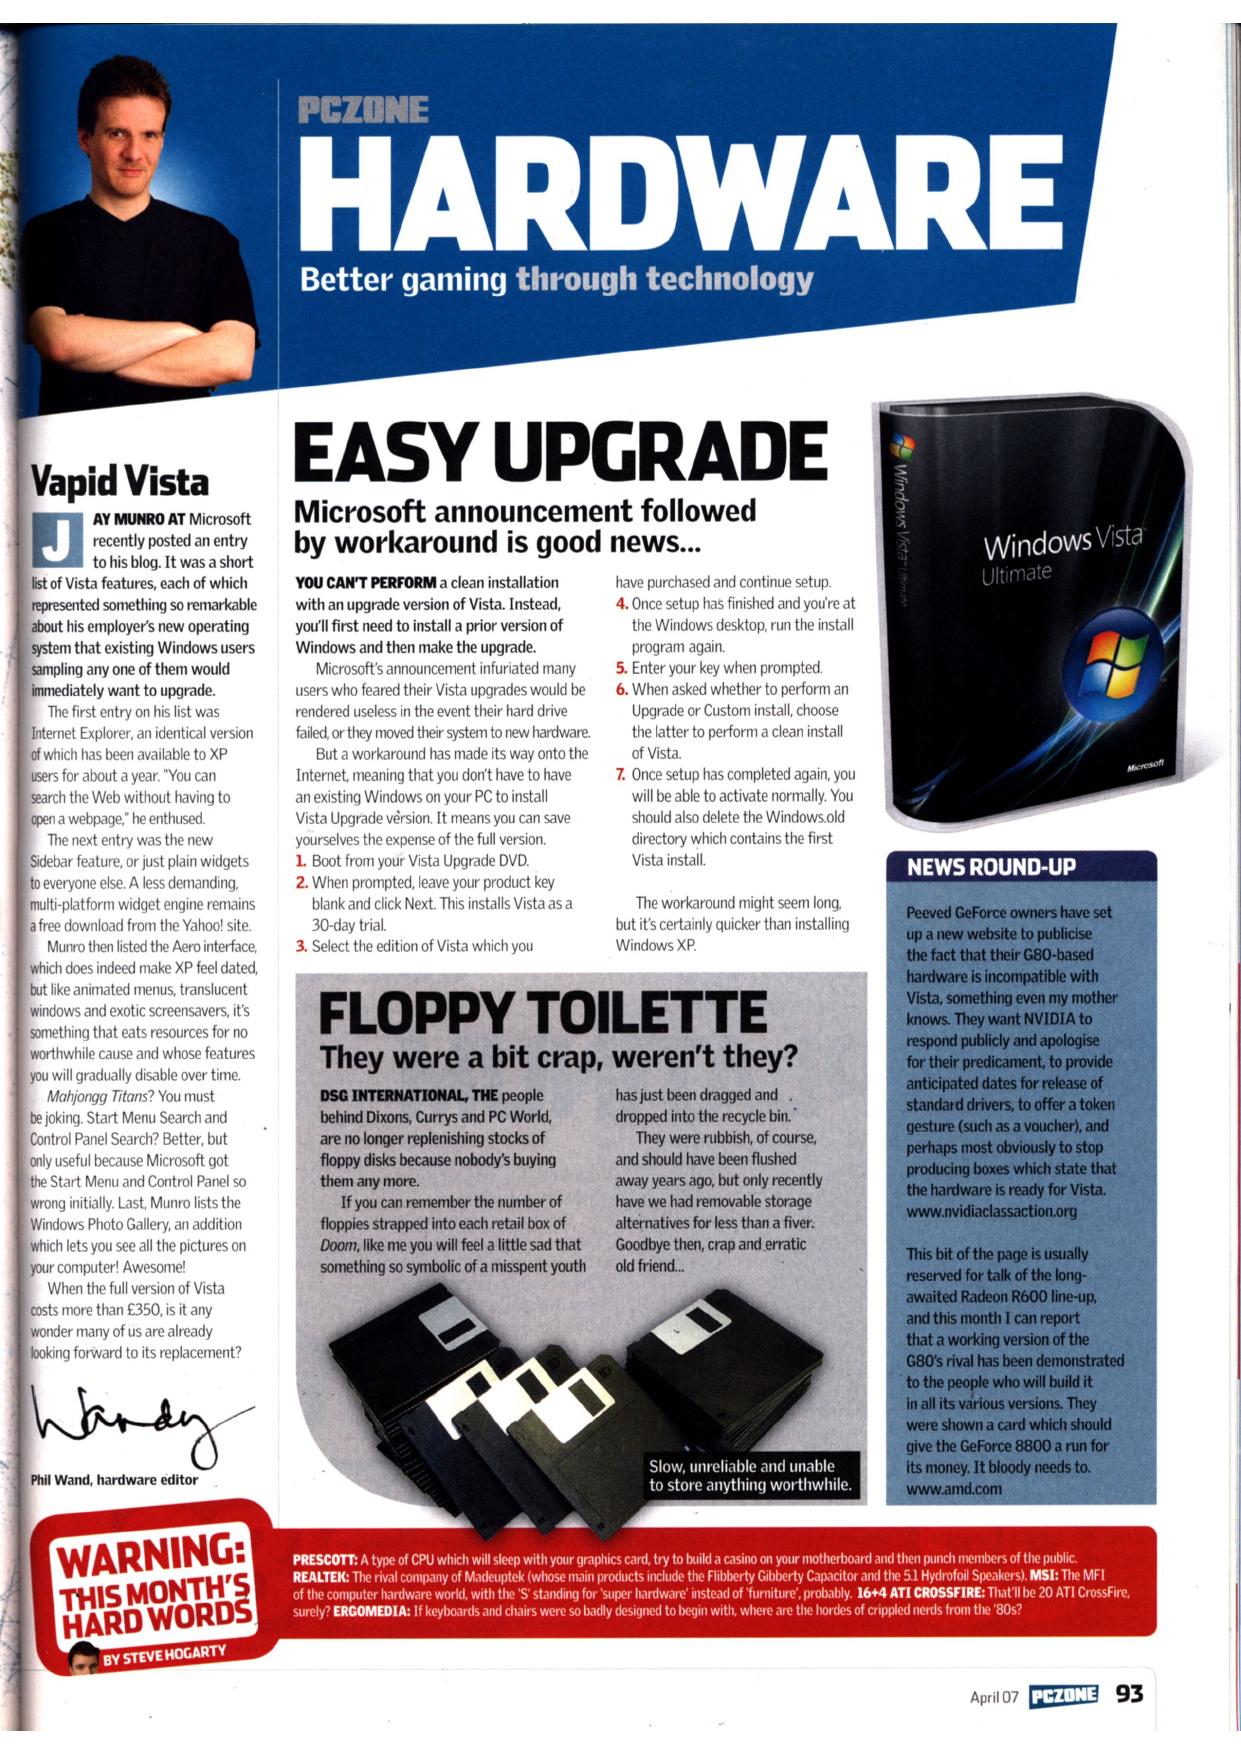 PCZONE
HARDWARE
Better gaming through technology
Vapid Vista
JAY MUNRO AT Microsoft
recently posted an entry
to his blog. It was a short
list of Vista features, each of which
represented something so remarkable
about his employer's new operating
system that existing Windows users
sampling any one of them would
immediately want to upgrade.
The first entry on his list was
Internet Explorer, an identical version
of which has been available to XP
users for about a year. "You can
search the Web without having to
open a webpage," he enthused.
The next entry was the new
Sidebar feature, or just plain widgets
to everyone else. A less demanding,
multi-platform widget engine remains
a free download from the Yahoo! site.
Munro then listed the Aero interface,
which does indeed make XP feel dated,
but like animated menus, translucent
windows and exotic screensavers, it's
something that eats resources for no
worthwhile cause and whose features
you will gradually disable over time.
Mahjongg Titans? You must
be joking. Start Menu Search and
Control Panel Search? Better, but
only useful because Microsoft got
the Start Menu and Control Panel so
wrong initially. Last, Munro lists the
Windows Photo Gallery, an addition
which lets you see all the pictures on
your computer! Awesome!
When the full version of Vista
costs more than £350, is it any
wonder many of us are already
looking forward to its replacement?
Wandy
Phil Wand, hardware editor
EASY UPGRADE
Microsoft announcement followed
by workaround is good news...
YOU CAN'T PERFORM a clean installation
with an upgrade version of Vista. Instead,
you'll first need to install a prior version of
Windows and then make the upgrade.
Microsoft's announcement infuriated many
users who feared their Vista upgrades would be
rendered useless in the event their hard drive
failed, or they moved their system to new hardware.
But a workaround has made its way onto the
Internet, meaning that you don't have to have
an existing Windows on your PC to install
Vista Upgrade version. It means you can save
yourselves the expense of the full version.
1. Boot from your Vista Upgrade DVD.
2. When prompted, leave your product key
blank and click Next. This installs Vista as a
30-day trial.
3. Select the edition of Vista which you
have purchased and continue setup.
4. Once setup has finished and you're at
the Windows desktop, run the install
program again.
5. Enter your key when prompted.
6. When asked whether to perform an
Upgrade or Custom install, choose
the latter to perform a clean install
of Vista.
7. Once setup has completed again, you
will be able to activate normally. You
should also delete the Windows.old
directory which contains the first
Vista install.
The workaround might seem long,
but it's certainly quicker than installing
Windows XP.
Windows Vista Ultimate
Windows Vista
Ultimate
Microsoft
FLOPPY TOILETTE
They were a bit crap, weren't they?
DSG INTERNATIONAL, THE people
behind Dixons, Currys and PC World,
are no longer replenishing stocks of
floppy disks because nobody's buying
them any more.
If you can remember the number of
floppies strapped into each retail box of
Doom, like me you will feel a little sad that
something so symbolic of a misspent youth
has just been dragged and
dropped into the recycle bin.
They were rubbish, of course,
and should have been flushed
away years ago, but only recently
have we had removable storage
alternatives for less than a fiver.
Goodbye then, crap and erratic
old friend...
Slow, unreliable and unable
to store anything worthwhile.
NEWS ROUND-UP
Peeved GeForce owners have set
up a new website to publicise
the fact that their G80-based
hardware is incompatible with
Vista, something even my mother
knows. They want NVIDIA to
respond publicly and apologise
for their predicament, to provide
anticipated dates for release of
standard drivers, to offer a token
gesture (such as a voucher), and
perhaps most obviously to stop
producing boxes which state that
the hardware is ready for Vista.
www.nvidiaclassaction.org
This bit of the page is usually
reserved for talk of the long-
awaited Radeon R600 line-up,
and this month I can report
that a working version of the
G80's rival has been demonstrated
to the people who will build it
in all its various versions. They
were shown a card which should
give the GeForce 8800 a run for
its money. It bloody needs to.
www.amd.com
WARNING:
THIS MONTH'S
HARD WORDS
BY STEVE HOGARTY
PRESCOTT: A type of CPU which will sleep with your graphics card, try to build a casino on your motherboard and then punch members of the public.
REALTEK: The rival company of Madeuptek (whose main products include the Flibberty Gibberty Capacitor and the 5.1 Hydrofoil Speakers). MSI: The MFI
of the computer hardware world, with the 'S' standing for 'super hardware' instead of 'furniture', probably. 16+4 ATI CROSSFIRE: That'll be 20 ATI CrossFire,
surely? ERGOMEDIA: If keyboards and chairs were so badly designed to begin with, where are the hordes of crippled nerds from the '80s?
April 07 PCZONE 93